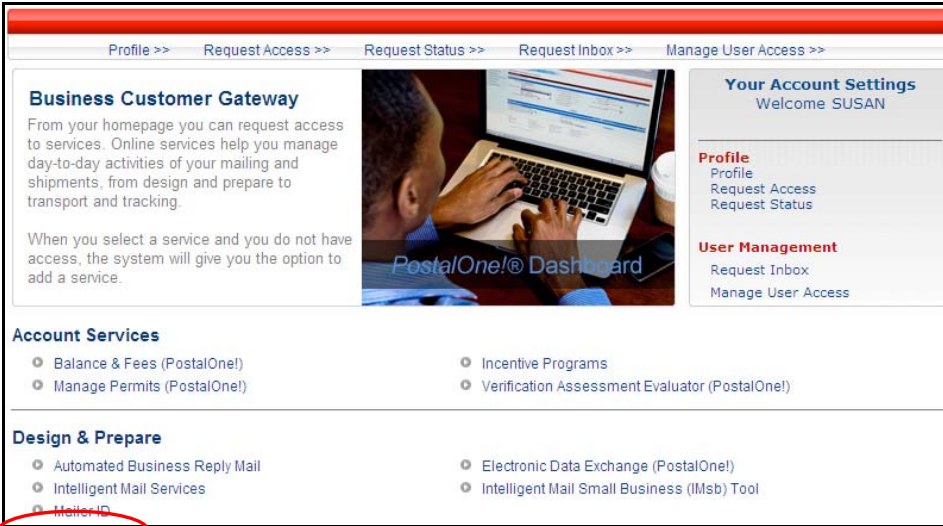 Profile >> Request Access >> Request Status >> Request Inbox >> Manage User Access >>
Business Customer Gateway
From your homepage you can request access
to services. Online services help you manage
day-to-day activities of your mailing and
shipments, from design and prepare to
transport and tracking.
When you select a service and you do not have
access, the system will give you the option to
add a service.
PostalOne!® Dashboard
Your Account Settings
Welcome SUSAN
Profile
Profile
Request Access
Request Status
User Management
Request Inbox
Manage User Access
Account Services
Balance & Fees (PostalOne!)
Manage Permits (PostalOne!)
Incentive Programs
Verification Assessment Evaluator (PostalOne!)
Design & Prepare
Automated Business Reply Mail
Intelligent Mail Services
Mailer ID
Electronic Data Exchange (PostalOne!)
Intelligent Mail Small Business (IMsb) Tool